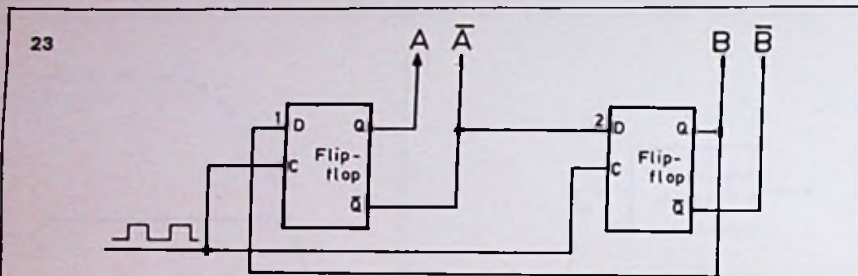 23
A A̅ B B̅
1 D Q
Flip-
flop
C
Q̅
2 D Q
Flip-
flop
C
Q̅